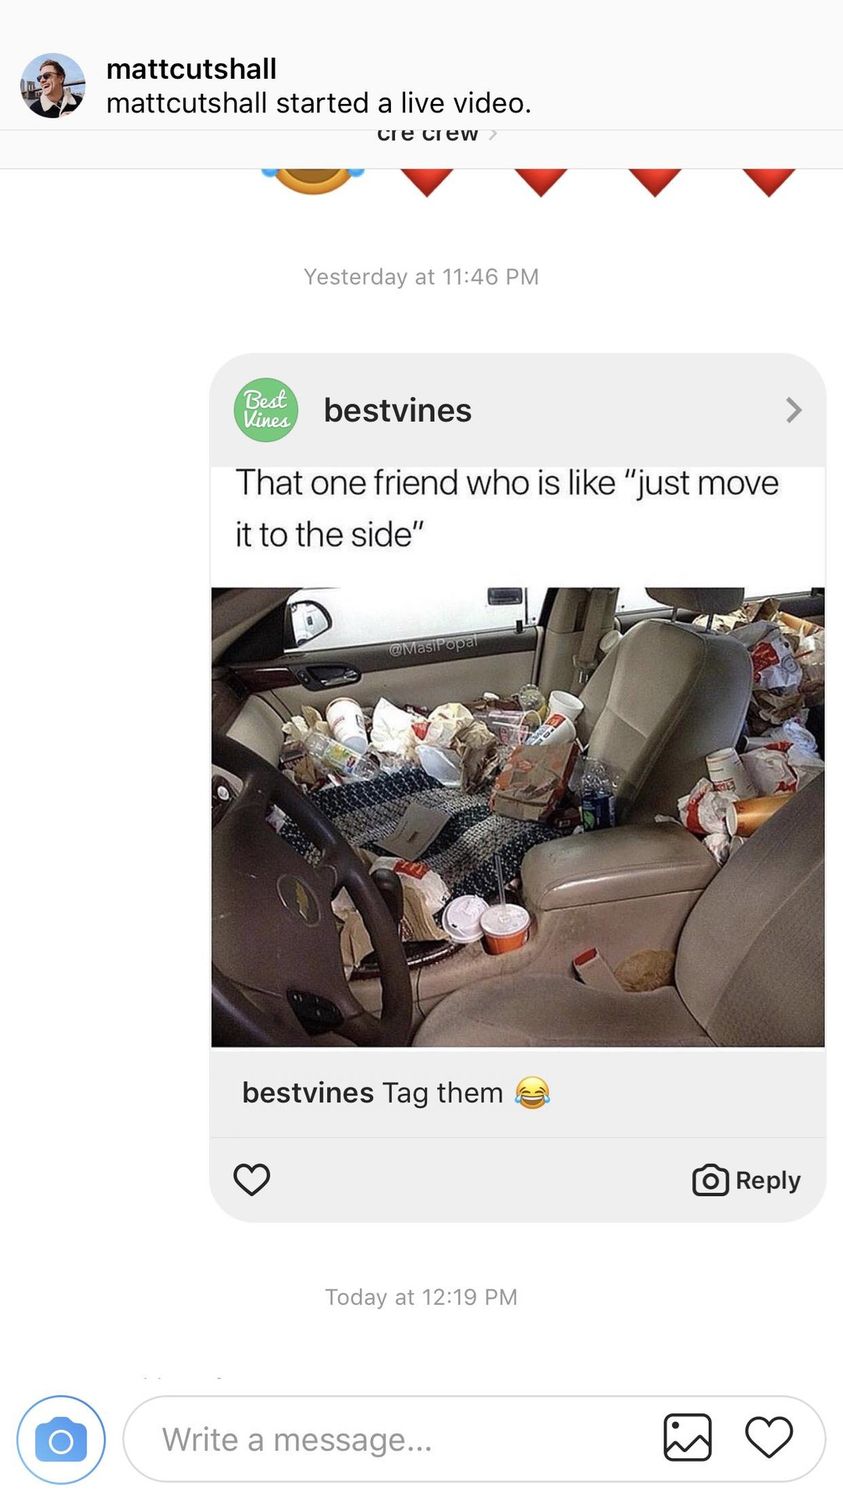 mattcutshall
mattcutshall started a live video.
cre crew
Yesterday at 11:46 PM
Best
Vines
bestvines
That one friend who is like "just move
it to the side"
@MasiPopal
bestvines Tag them 😂
Reply
Today at 12:19 PM
Write a message...